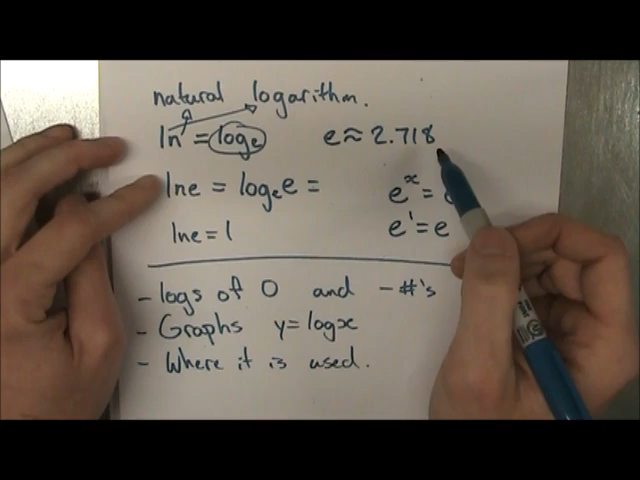 natural logarithm.
ln = logₑ e ≈ 2.718
lne = logₑe = eˣ =
lne = 1 e¹ = e
- logs of 0 and - #'s
- Graphs y=logx
- Where it is used.